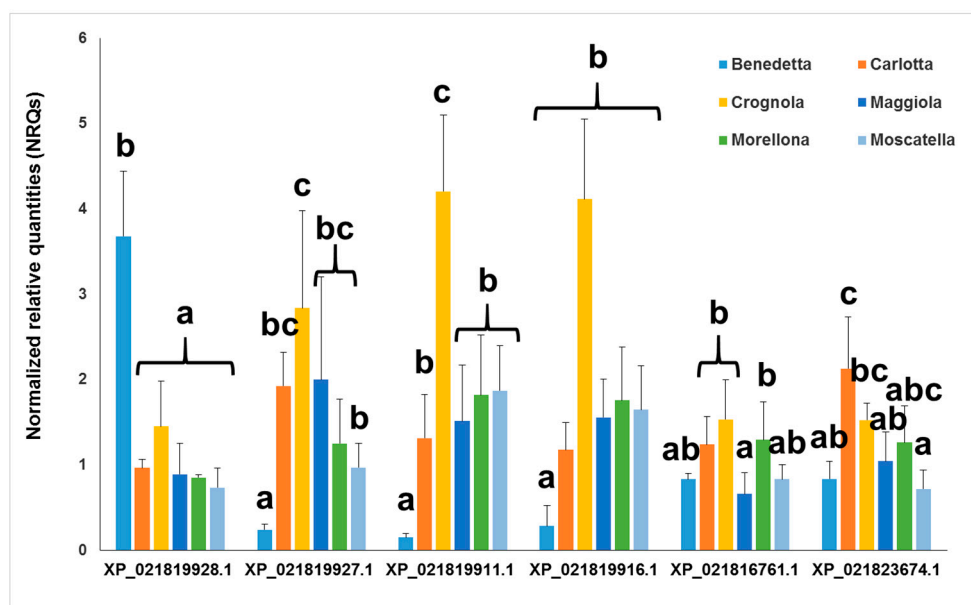 Normalized relative quantities (NRQs)
6
5
4
3
2
1
0
Benedetta Carlotta
Crognola Maggiola
Morellona Moscatella
b a
a bc c bc b
a b c b
a b
ab b a b ab
ab c bc ab abc a
XP_021819928.1 XP_021819927.1 XP_021819911.1 XP_021819916.1 XP_021816761.1 XP_021823674.1